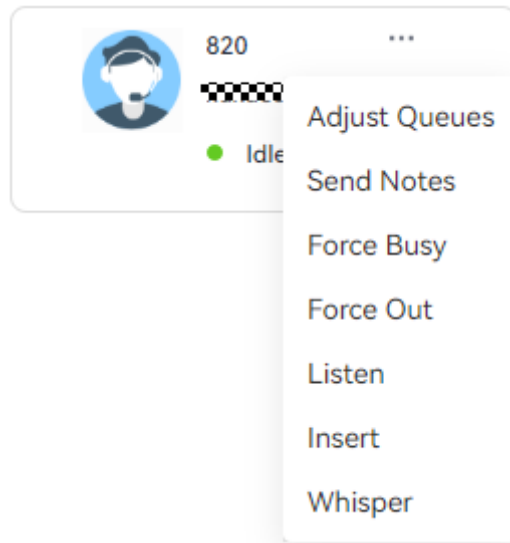 820
...
Adjust Queues
Idle
Send Notes
Force Busy
Force Out
Listen
Insert
Whisper